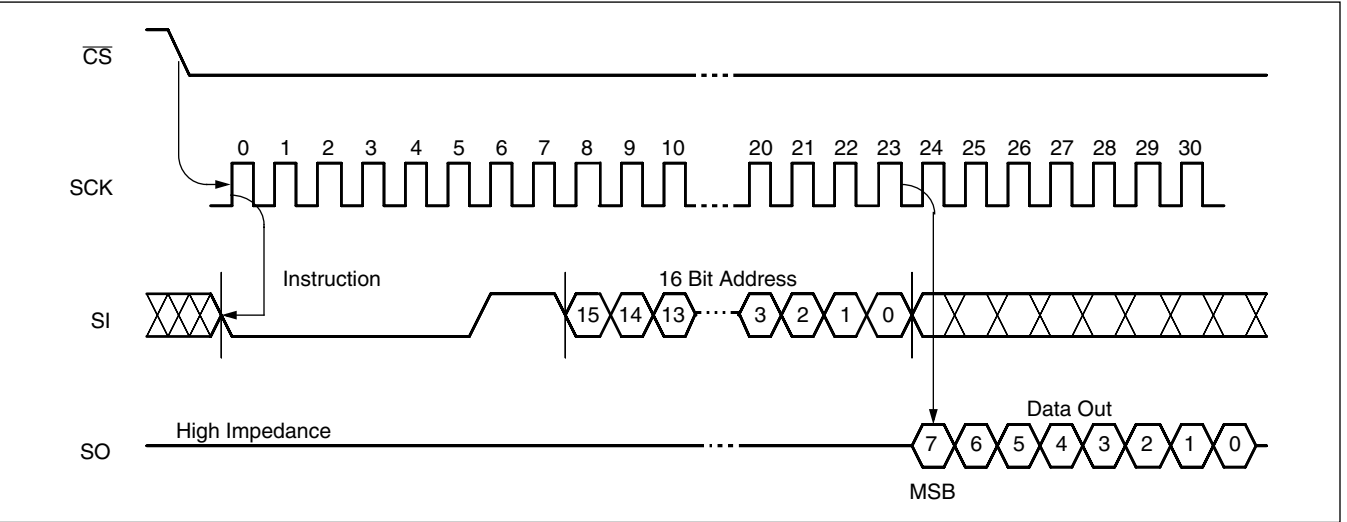 CS
0 1 2 3 4 5 6 7 8 9 10 20 21 22 23 24 25 26 27 28 29 30
SCK
Instruction
16 Bit Address
SI
15 14 13 3 2 1 0
Data Out
High Impedance
SO
7 6 5 4 3 2 1 0
MSB